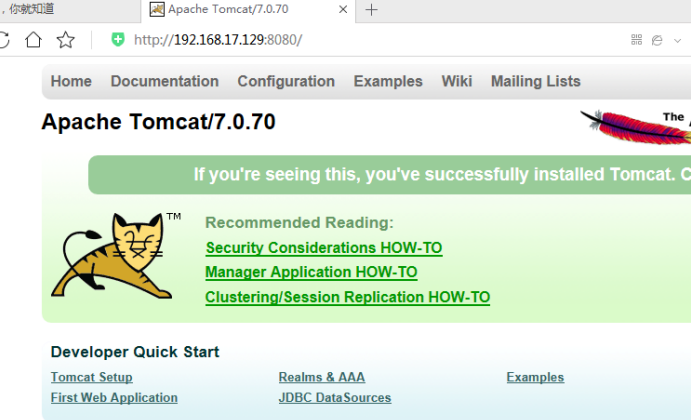 ，你就知道
Apache Tomcat/7.0.70
http://192.168.17.129:8080/
Home Documentation Configuration Examples Wiki Mailing Lists
Apache Tomcat/7.0.70
The
If you're seeing this, you've successfully installed Tomcat. C
TM
Recommended Reading:
Security Considerations HOW-TO
Manager Application HOW-TO
Clustering/Session Replication HOW-TO
Developer Quick Start
Tomcat Setup Realms & AAA Examples
First Web Application JDBC DataSources